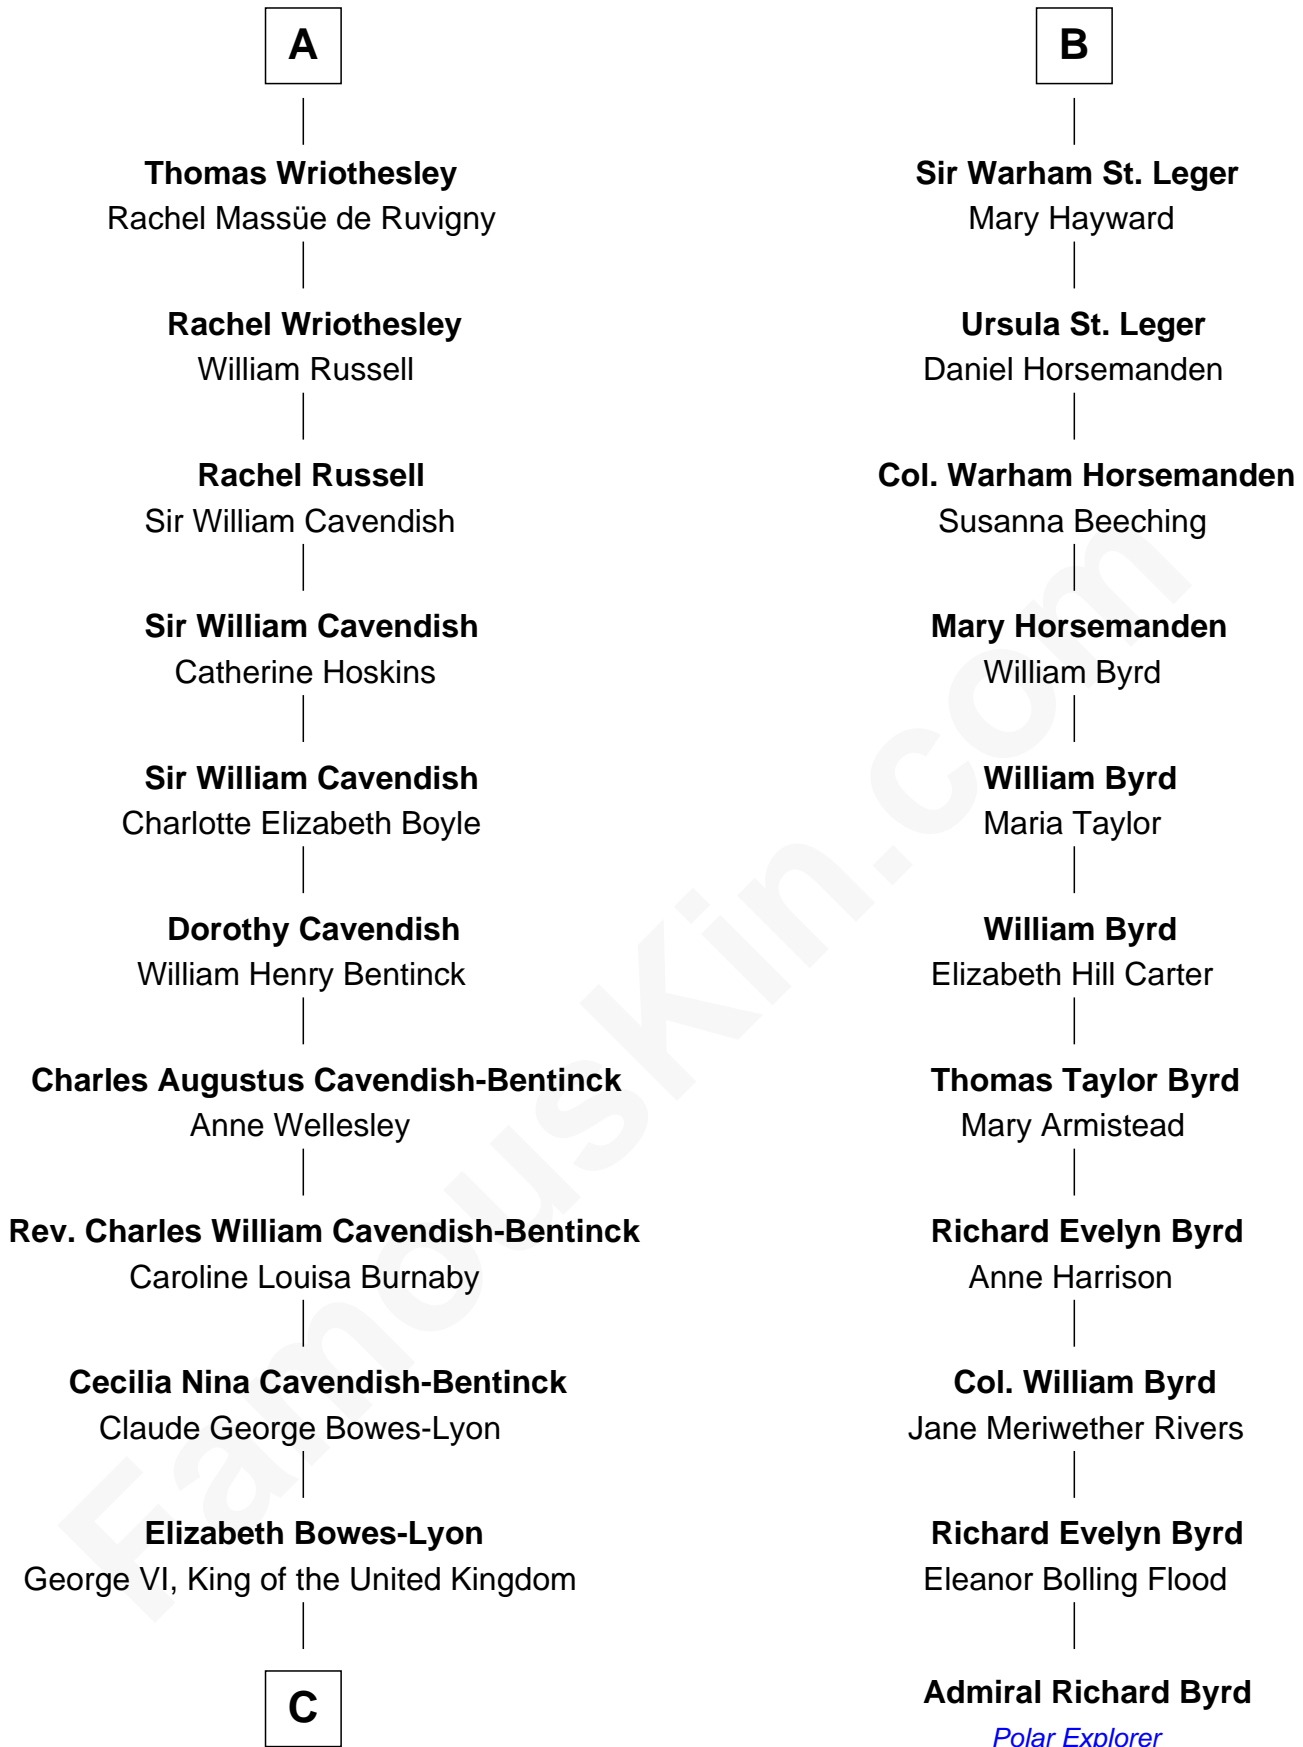 A
Thomas Wriothesley
Rachel Massüe de Ruvigny
Rachel Wriothesley
William Russell
Rachel Russell
Sir William Cavendish
Sir William Cavendish
Catherine Hoskins
Sir William Cavendish
Charlotte Elizabeth Boyle
Dorothy Cavendish
William Henry Bentinck
Charles Augustus Cavendish-Bentinck
Anne Wellesley
Rev. Charles William Cavendish-Bentinck
Caroline Louisa Burnaby
Cecilia Nina Cavendish-Bentinck
Claude George Bowes-Lyon
Elizabeth Bowes-Lyon
George VI, King of the United Kingdom
C
B
Sir Warham St. Leger
Mary Hayward
Ursula St. Leger
Daniel Horsemanden
Col. Warham Horsemanden
Susanna Beeching
Mary Horsemanden
William Byrd
William Byrd
Maria Taylor
William Byrd
Elizabeth Hill Carter
Thomas Taylor Byrd
Mary Armistead
Richard Evelyn Byrd
Anne Harrison
Col. William Byrd
Jane Meriwether Rivers
Richard Evelyn Byrd
Eleanor Bolling Flood
Admiral Richard Byrd
Polar Explorer
FamousKin.com